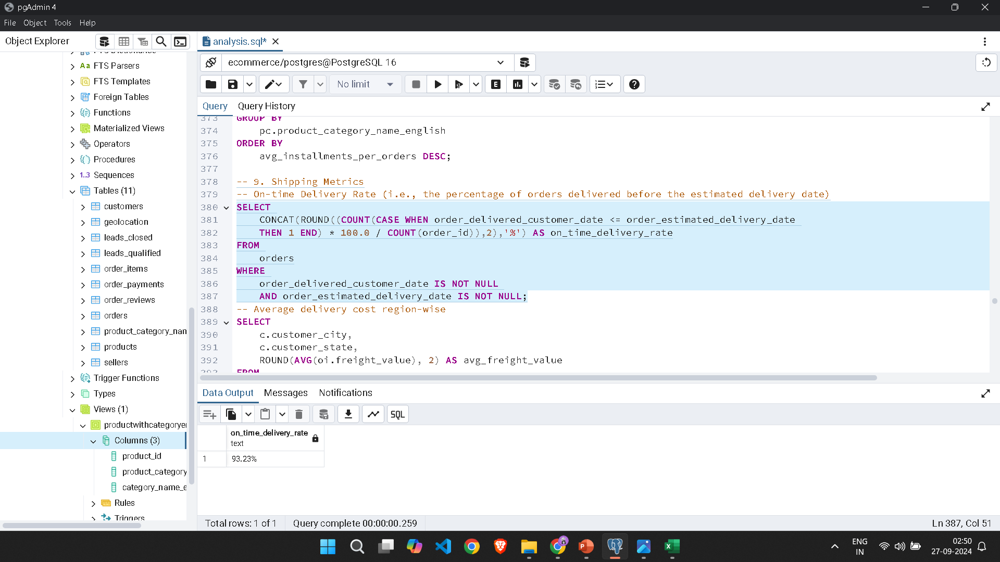 pgAdmin 4
File Object Tools Help
Object Explorer
analysis.sql*
FTS Dictionaries
Aa FTS Parsers
FTS Templates
Foreign Tables
Functions
Materialized Views
Operators
Procedures
1..3 Sequences
Tables (11)
customers
geolocation
leads_closed
leads_qualified
order_items
order_payments
order_reviews
orders
product_category_nam
products
sellers
Trigger Functions
Types
Views (1)
productwithcategoryen
Columns (3)
product_id
product_category
category_name_e
Rules
Triggers
ecommerce/postgres@PostgreSQL 16
No limit
E
Query Query History
373 GROUP BY
374 pc.product_category_name_english
375 ORDER BY
376 avg_installments_per_orders DESC;
377
378 -- 9. Shipping Metrics
379 -- On-time Delivery Rate (i.e., the percentage of orders delivered before the estimated delivery date)
380 SELECT
381 CONCAT(ROUND((COUNT(CASE WHEN order_delivered_customer_date <= order_estimated_delivery_date
382 THEN 1 END) * 100.0 / COUNT(order_id)),2),'%') AS on_time_delivery_rate
383 FROM
384 orders
385 WHERE
386 order_delivered_customer_date IS NOT NULL
387 AND order_estimated_delivery_date IS NOT NULL;
388 -- Average delivery cost region-wise
389 SELECT
390 c.customer_city,
391 c.customer_state,
392 ROUND(AVG(oi.freight_value), 2) AS avg_freight_value
393 FROM
Data Output Messages Notifications
SQL
on_time_delivery_rate
text
1 93.23%
Total rows: 1 of 1 Query complete 00:00:00.259 Ln 387, Col 51
ENG
IN
02:50
27-09-2024